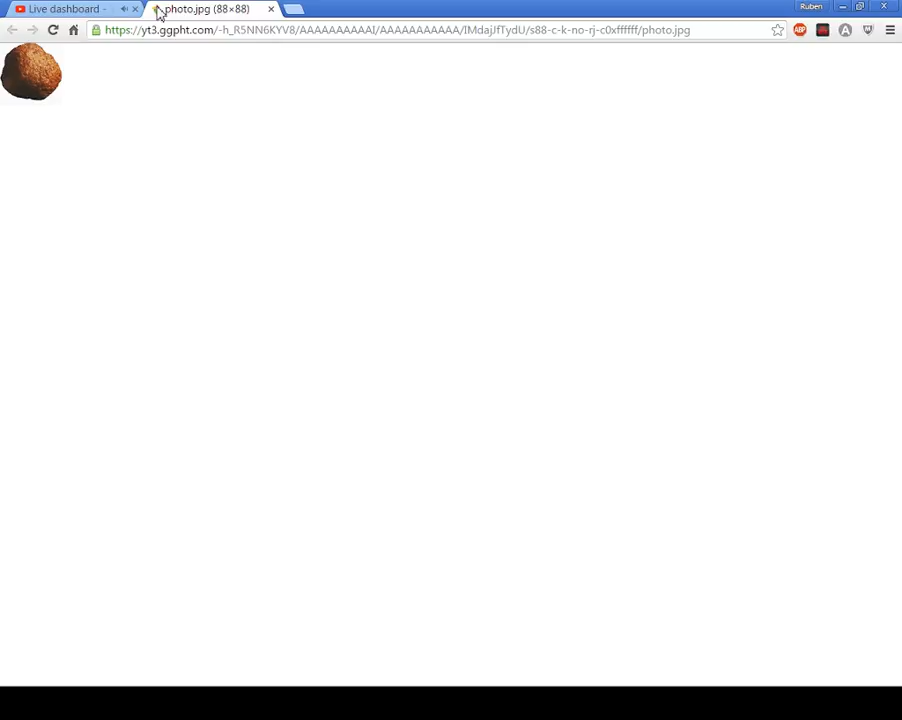 Live dashboard -
photo.jpg (88×88)
Ruben
https://yt3.ggpht.com/-h_R5NN6KYV8/AAAAAAAAAAI/AAAAAAAAAAA/IMdajJfTydU/s88-c-k-no-rj-c0xffffff/photo.jpg
ABP
A